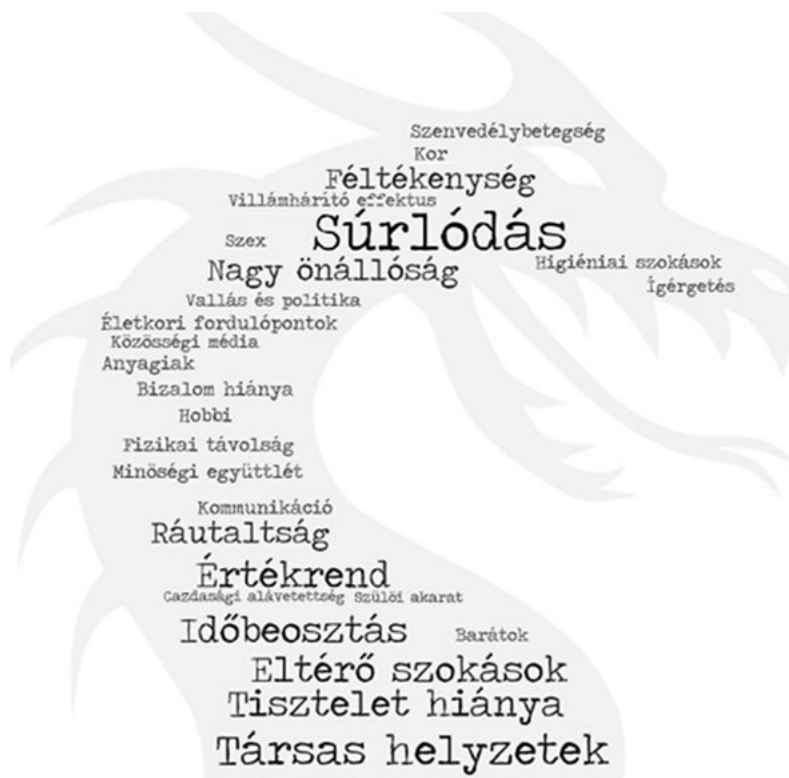 Szenvedélybetegség
Kor
Féltékenység
Villámhárító effektus
Súrlódás
Szex
Nagy önállóság
Higiéniai szokások
Ígérgetés
Vallás és politika
Életkori fordulópontok
Közösségi média
Anyagiak
Bizalom hiánya
Hobbi
Fizikai távolság
Minőségi együttlét
Kommunikáció
Ráutaltság
Értékrend
Cazdasági alávetettség Szülői akarat
Időbeosztás
Barátok
Eltérő szokások
Tisztelet hiánya
Társas helyzetek